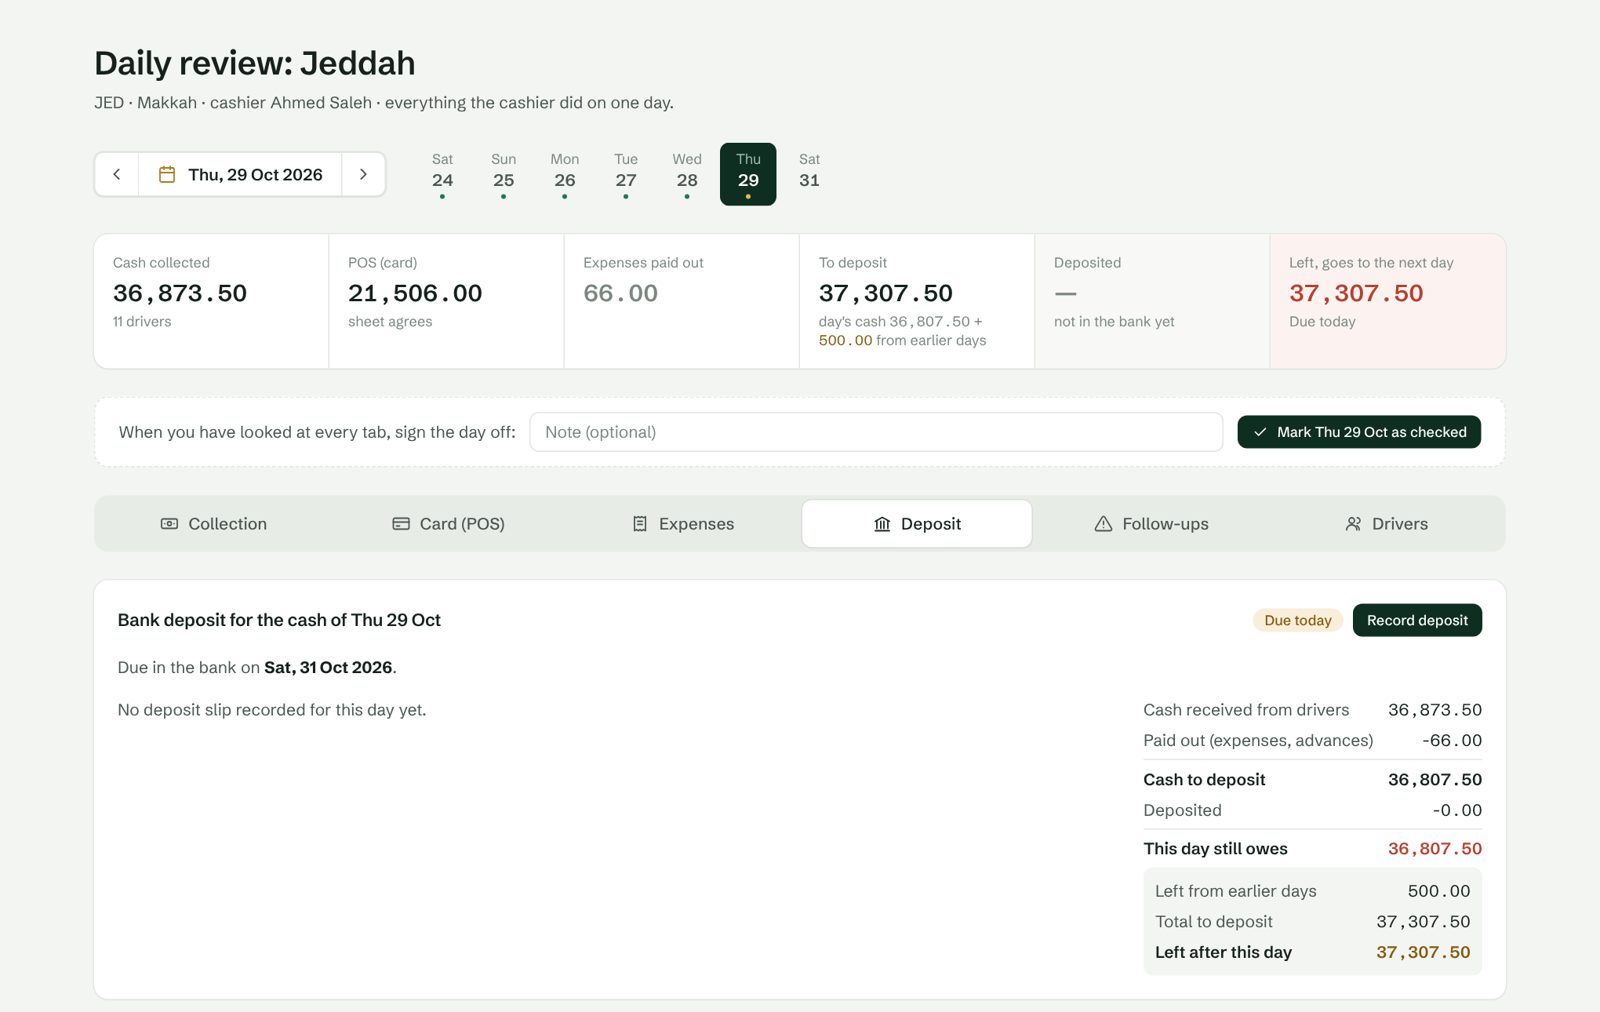 Daily review: Jeddah
JED · Makkah · cashier Ahmed Saleh · everything the cashier did on one day.
Thu, 29 Oct 2026
Sat Sun Mon Tue Wed Thu Sat
24 25 26 27 28 29 31
Cash collected
36,873.50
11 drivers
POS (card)
21,506.00
sheet agrees
Expenses paid out
66.00
To deposit
37,307.50
day's cash 36,807.50 +
500.00 from earlier days
Deposited
—
not in the bank yet
Left, goes to the next day
37,307.50
Due today
When you have looked at every tab, sign the day off: Note (optional) Mark Thu 29 Oct as checked
Collection Card (POS) Expenses Deposit Follow-ups Drivers
Bank deposit for the cash of Thu 29 Oct Due today Record deposit
Due in the bank on Sat, 31 Oct 2026.
No deposit slip recorded for this day yet.
Cash received from drivers 36,873.50
Paid out (expenses, advances) -66.00
Cash to deposit 36,807.50
Deposited -0.00
This day still owes 36,807.50
Left from earlier days 500.00
Total to deposit 37,307.50
Left after this day 37,307.50